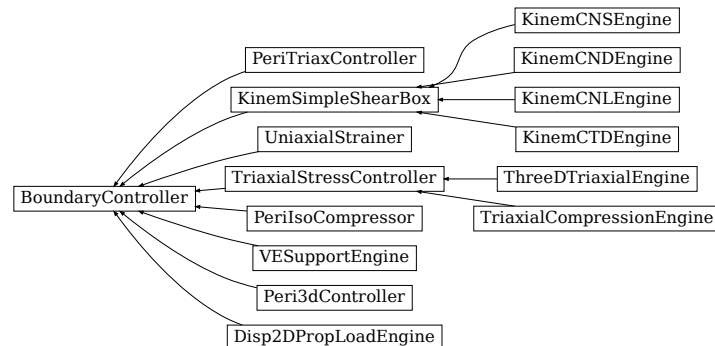 KinemCNSEngine
PeriTriaxController
KinemCNDEngine
KinemSimpleShearBox
KinemCNLEngine
UniaxialStrainer
KinemCTDEngine
TriaxialStressController
ThreeDTriaxialEngine
BoundaryController
PeriIsoCompressor
TriaxialCompressionEngine
VESupportEngine
Peri3dController
Disp2DPropLoadEngine